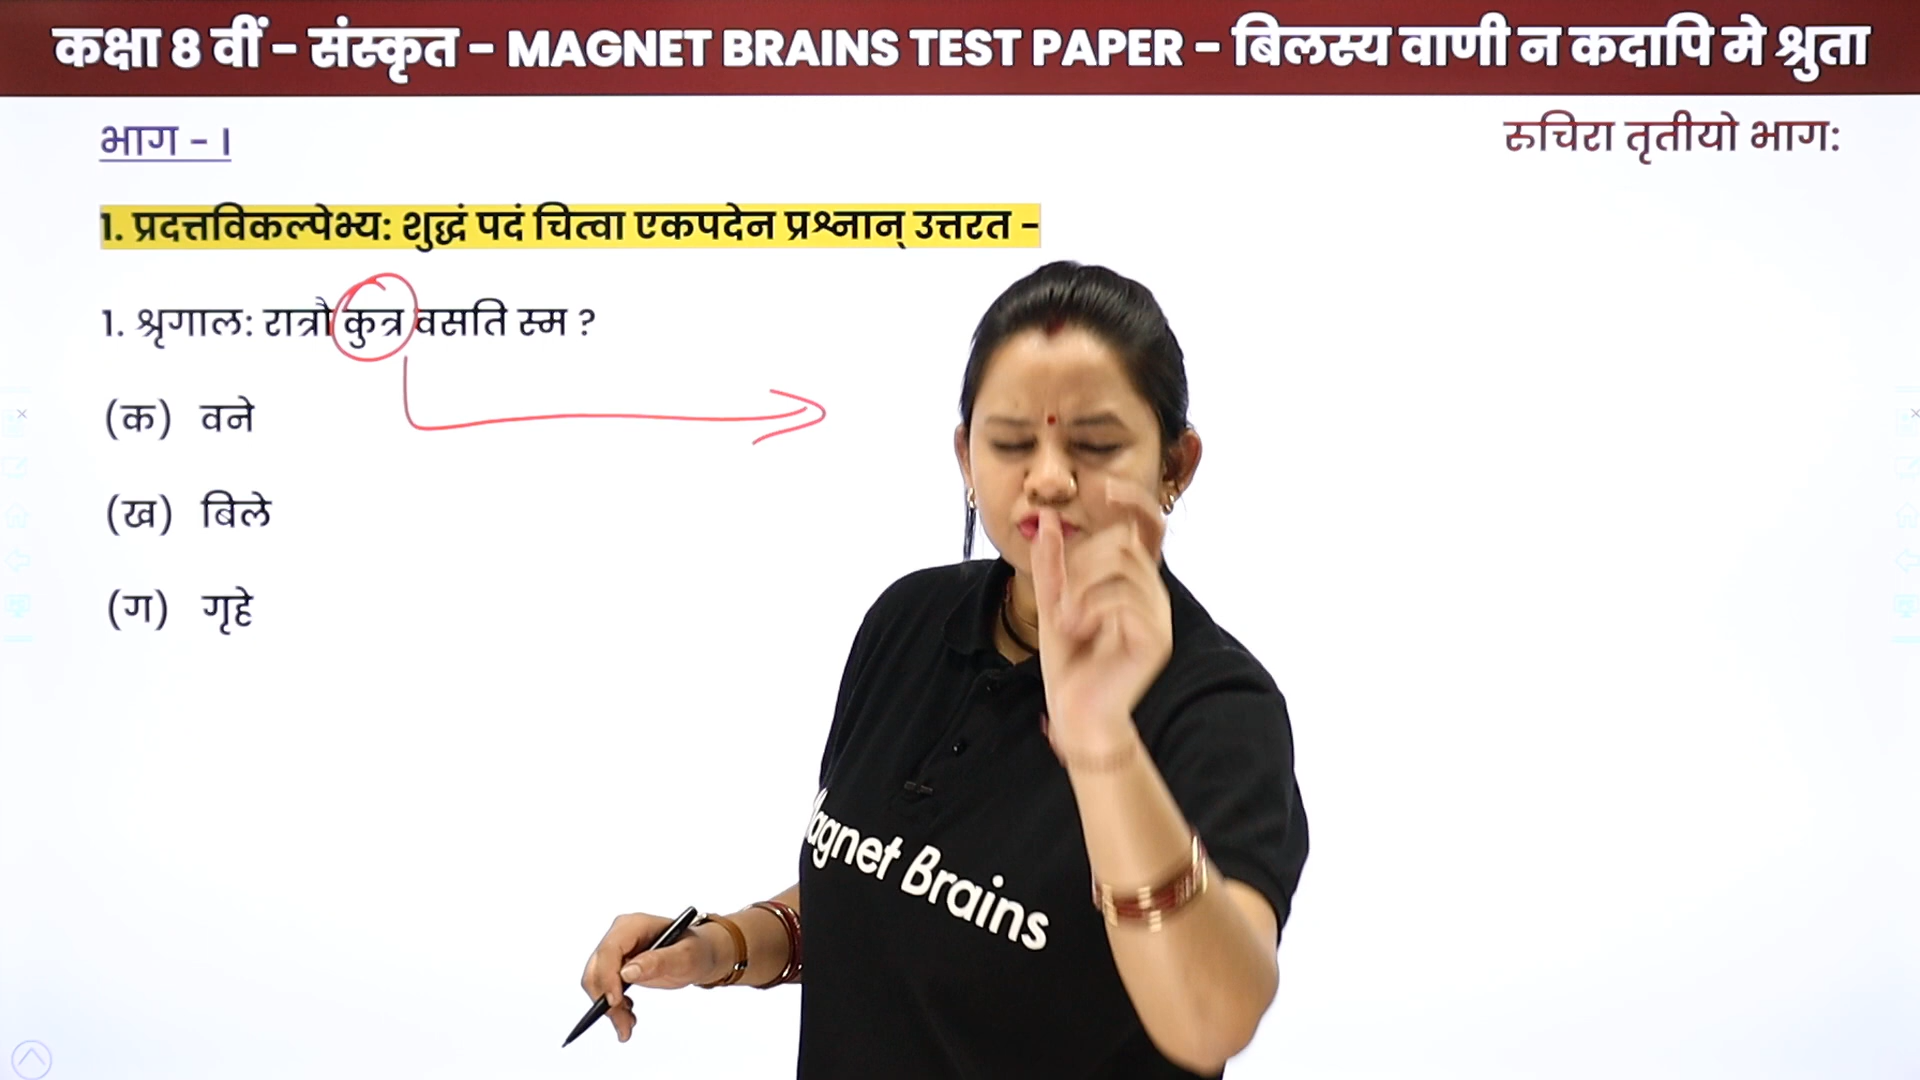 कक्षा 8 वीं - संस्कृत - MAGNET BRAINS TEST PAPER - बिलस्य वाणी न कदापि मे श्रुता
भाग - I
रुचिरा तृतीयो भाग:
1. प्रदत्तविकल्पेभ्य: शुद्धं पदं चित्वा एकपदेन प्रश्नान् उत्तरत -
1. श्रृगाल: रात्रौ कुत्र वसति स्म ?
(क) वने
(ख) बिले
(ग) गृहे
Magnet Brains